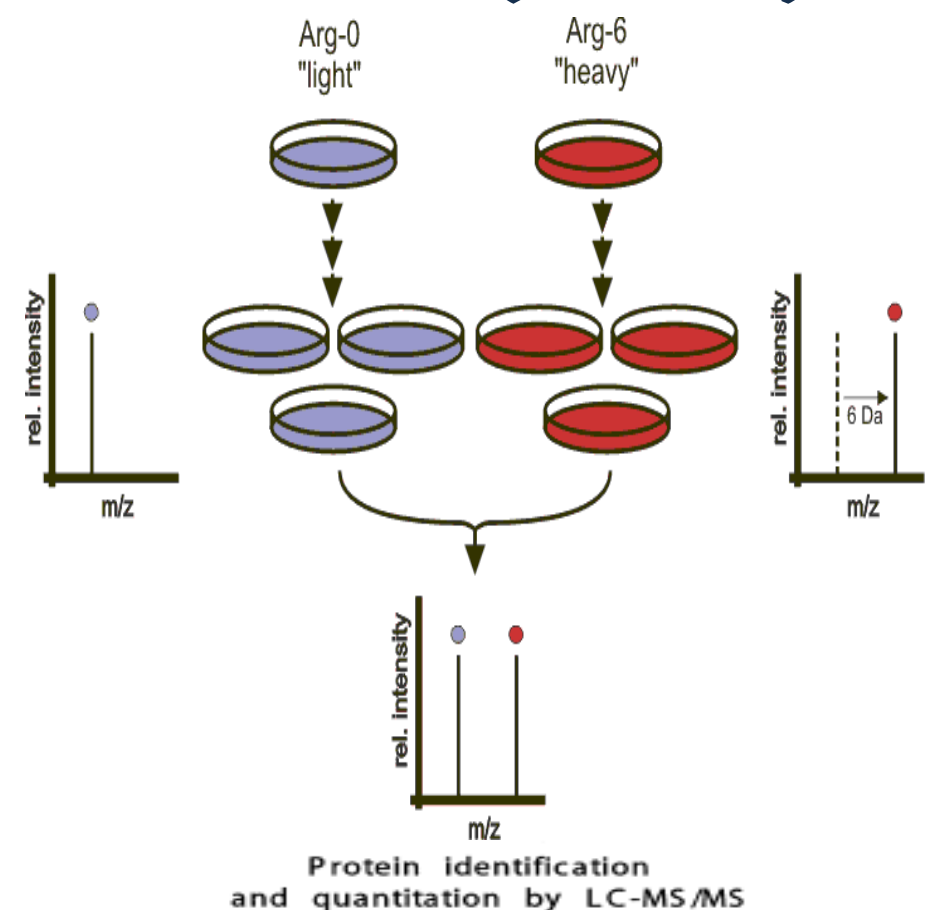 Arg-0
"light"
Arg-6
"heavy"
rel. intensity
m/z
rel. intensity
6 Da
m/z
rel. intensity
m/z
Protein identification
and quantitation by LC-MS/MS